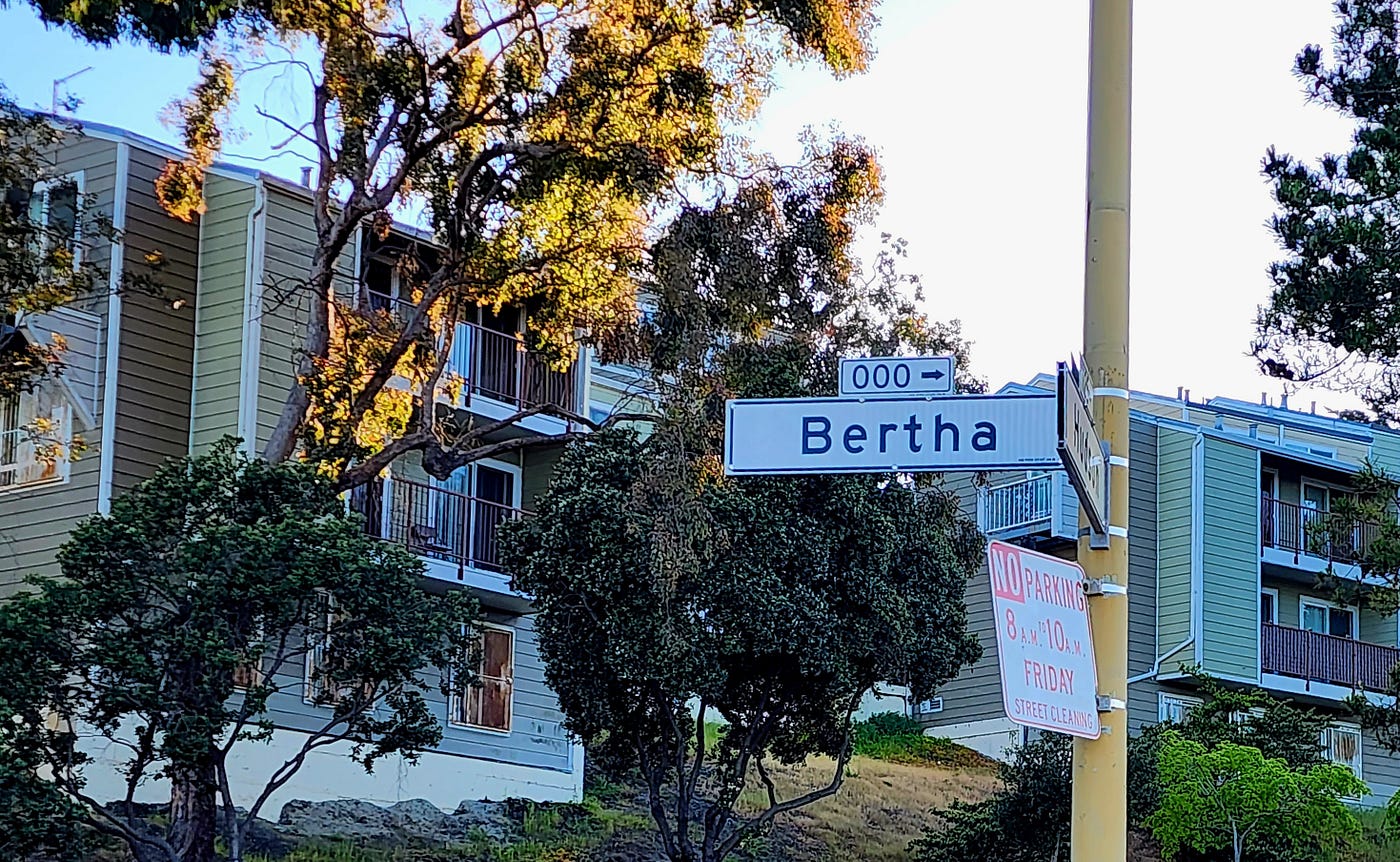 000 →
Bertha
NO PARKING
8 A.M. TO 10 A.M.
FRIDAY
STREET CLEANING